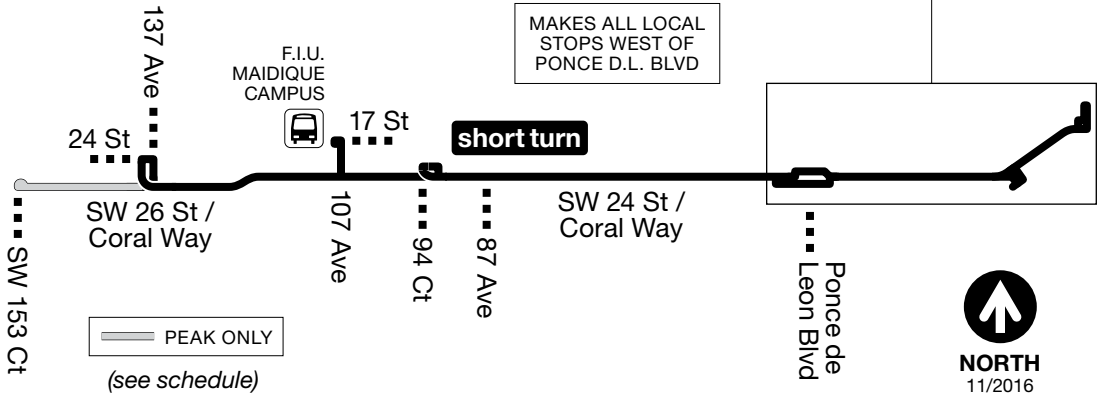 137 Ave
F.I.U.
MAIDIQUE
CAMPUS
MAKES ALL LOCAL
STOPS WEST OF
PONCE D.L. BLVD
24 St
17 St
short turn
SW 26 St /
Coral Way
107 Ave
94 Ct
87 Ave
SW 24 St /
Coral Way
SW 153 Ct
Ponce de
Leon Blvd
PEAK ONLY
(see schedule)
NORTH
11/2016